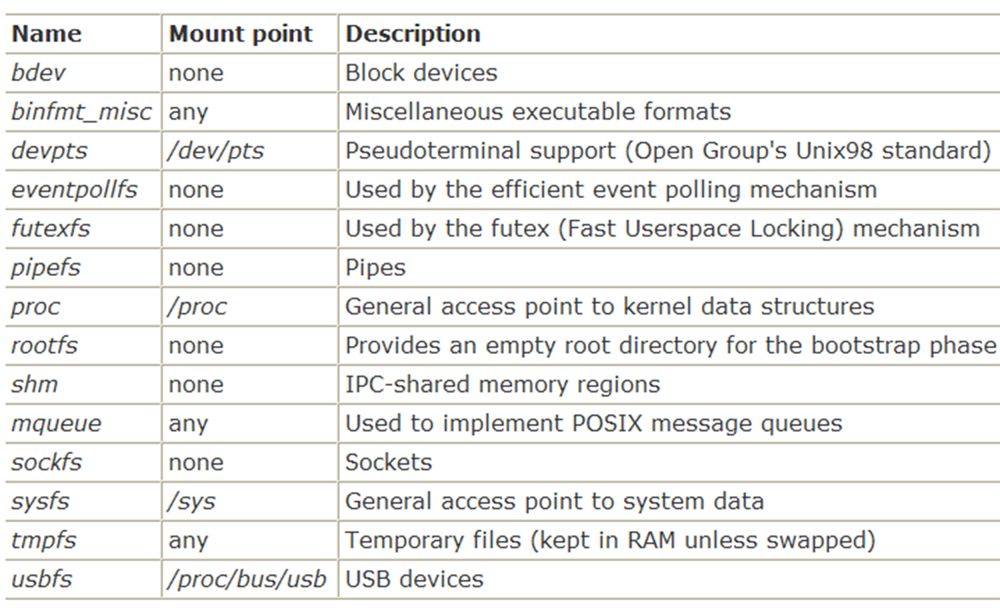 Name Mount point Description
bdev none Block devices
binfmt_misc any Miscellaneous executable formats
devpts /dev/pts Pseudoterminal support (Open Group's Unix98 standard)
eventpollfs none Used by the efficient event polling mechanism
futexfs none Used by the futex (Fast Userspace Locking) mechanism
pipefs none Pipes
proc /proc General access point to kernel data structures
rootfs none Provides an empty root directory for the bootstrap phase
shm none IPC-shared memory regions
mqueue any Used to implement POSIX message queues
sockfs none Sockets
sysfs /sys General access point to system data
tmpfs any Temporary files (kept in RAM unless swapped)
usbfs /proc/bus/usb USB devices